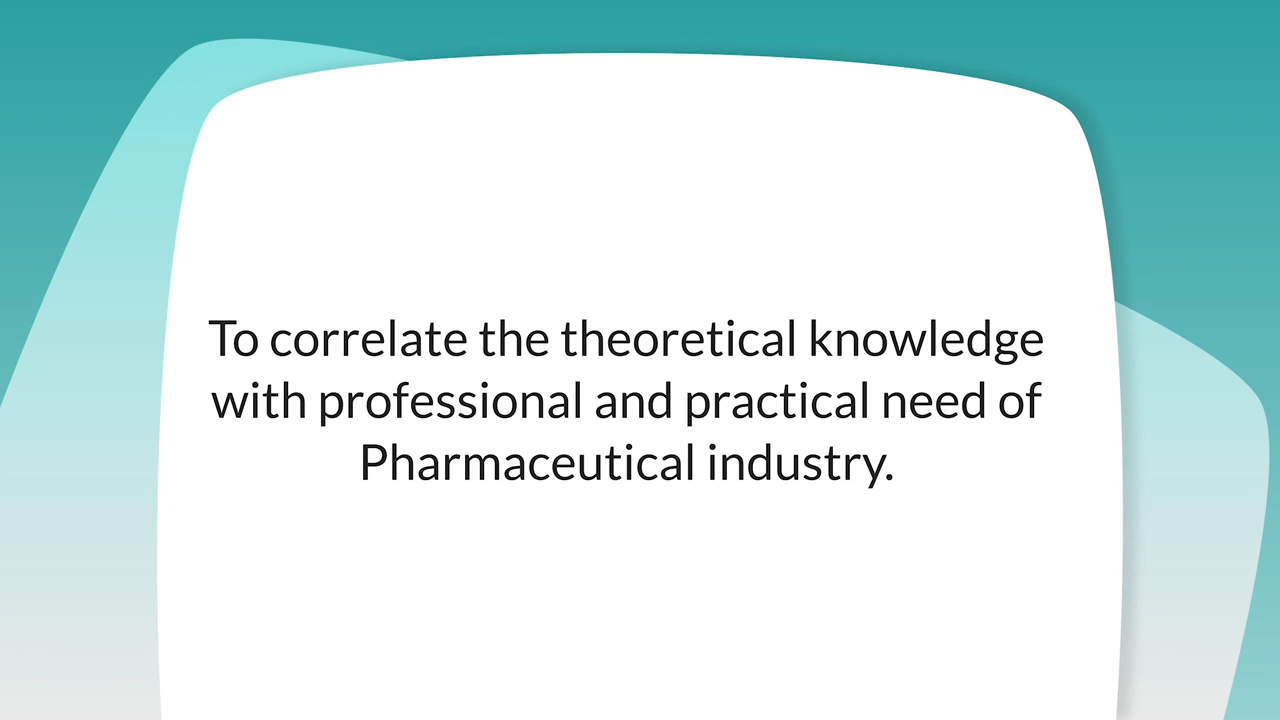 To correlate the theoretical knowledge
with professional and practical need of
Pharmaceutical industry.